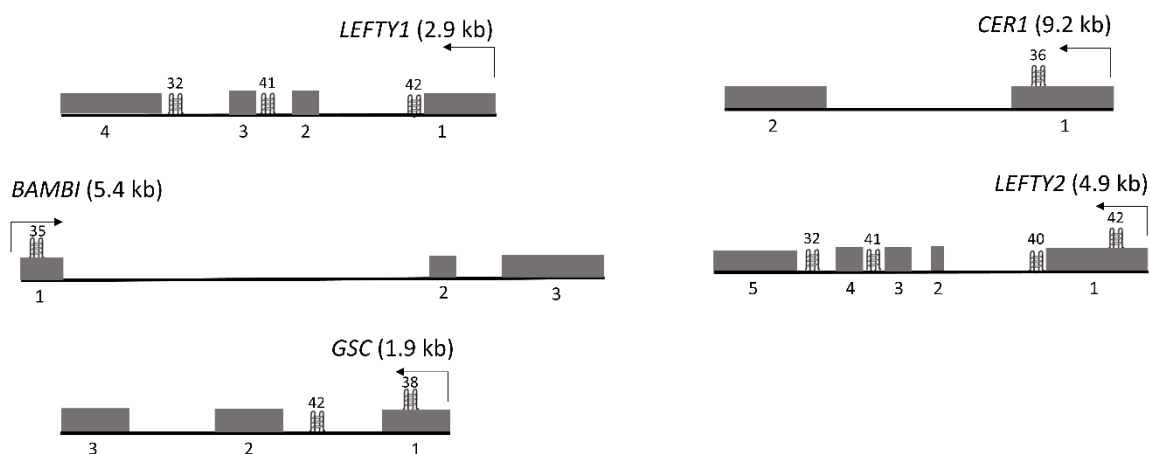 LEFTY1 (2.9 kb)
32 41 42
4 3 2 1
CER1 (9.2 kb)
36
2 1
BAMBI (5.4 kb)
35
1 2 3
LEFTY2 (4.9 kb)
42
32 41 40
5 4 3 2 1
GSC (1.9 kb)
38
42
3 2 1